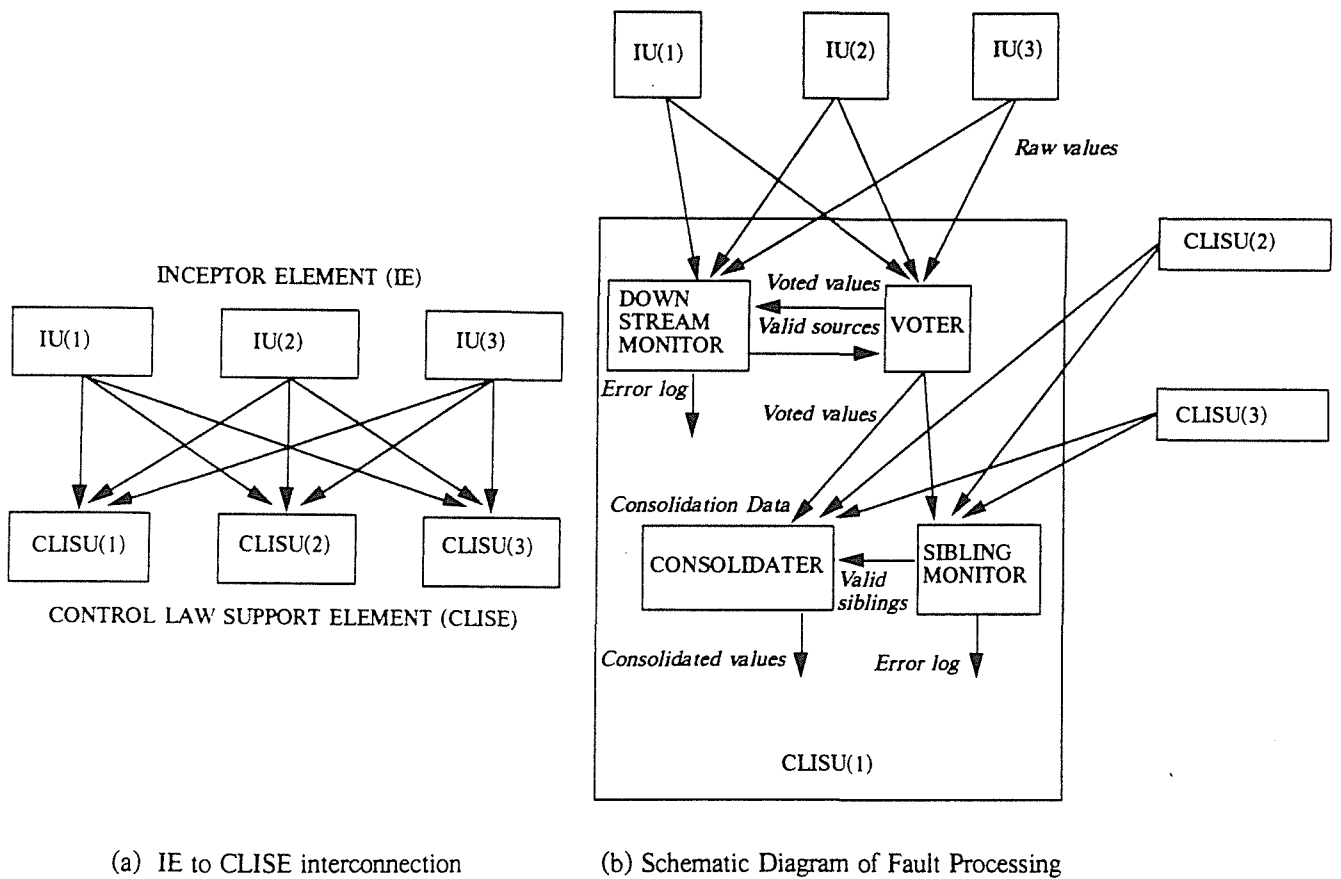 INCEPTOR ELEMENT (IE)
IU(1)
IU(2)
IU(3)
CLISU(1)
CLISU(2)
CLISU(3)
CONTROL LAW SUPPORT ELEMENT (CLISE)
(a) IE to CLISE interconnection
IU(1)
IU(2)
IU(3)
Raw values
CLISU(2)
CLISU(3)
DOWN
STREAM
MONITOR
Voted values
Valid sources
VOTER
Error log
Voted values
Consolidation Data
CONSOLIDATER
Valid
siblings
SIBLING
MONITOR
Consolidated values
Error log
CLISU(1)
(b) Schematic Diagram of Fault Processing